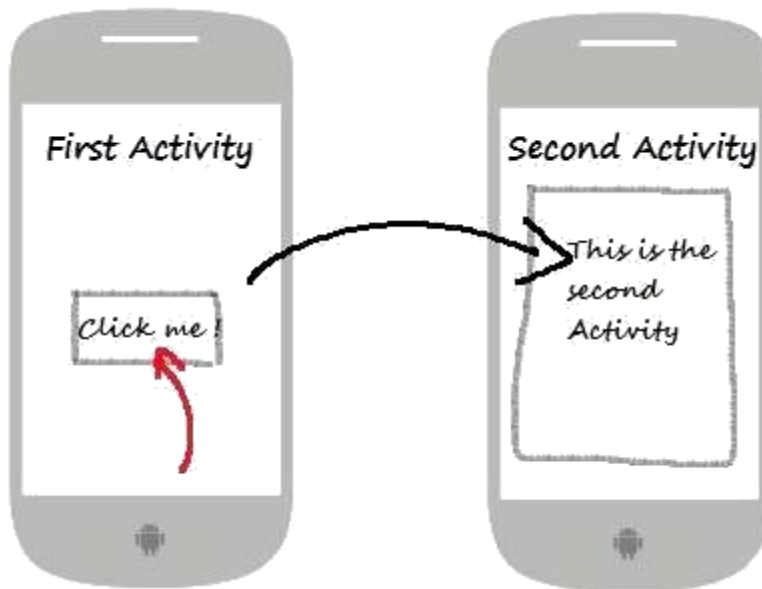 First Activity
Click me !
Second Activity
This is the
second
Activity